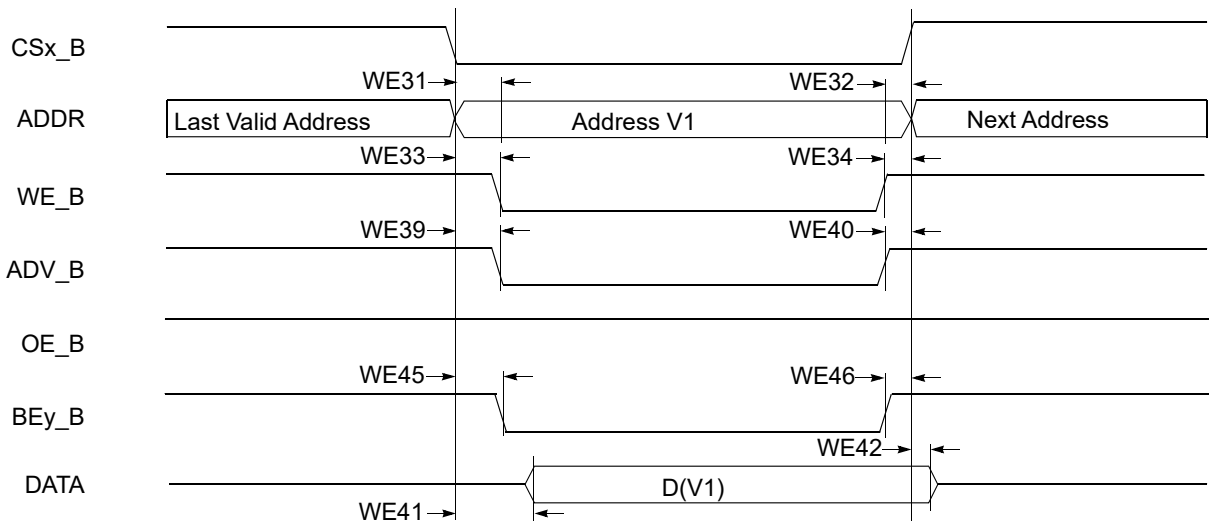 CSx_B
WE31
WE32
ADDR
Last Valid Address
Address V1
Next Address
WE33
WE34
WE_B
WE39
WE40
ADV_B
OE_B
WE45
WE46
BEy_B
WE42
DATA
D(V1)
WE41